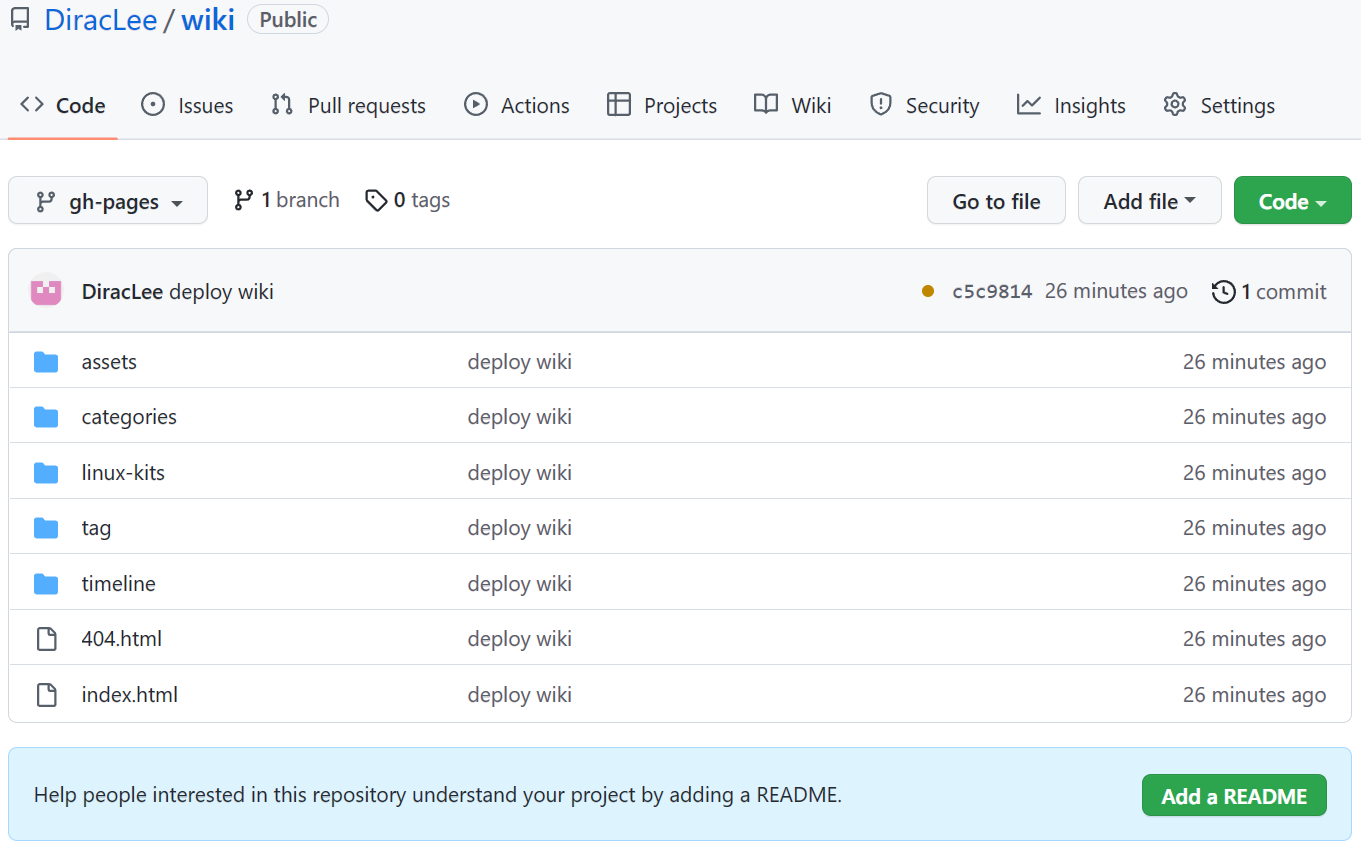 DiracLee / wiki Public
Code Issues Pull requests Actions Projects Wiki Security Insights Settings
gh-pages 1 branch 0 tags Go to file Add file Code
DiracLee deploy wiki c5c9814 26 minutes ago 1 commit
assets deploy wiki 26 minutes ago
categories deploy wiki 26 minutes ago
linux-kits deploy wiki 26 minutes ago
tag deploy wiki 26 minutes ago
timeline deploy wiki 26 minutes ago
404.html deploy wiki 26 minutes ago
index.html deploy wiki 26 minutes ago
Help people interested in this repository understand your project by adding a README. Add a README